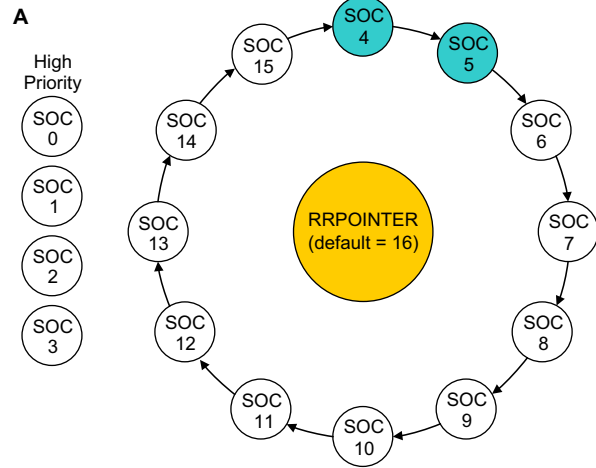 A
High
Priority
SOC
0
SOC
1
SOC
2
SOC
3
SOC
4
SOC
5
SOC
6
SOC
7
SOC
8
SOC
9
SOC
10
SOC
11
SOC
12
SOC
13
SOC
14
SOC
15
RRPOINTER
(default = 16)